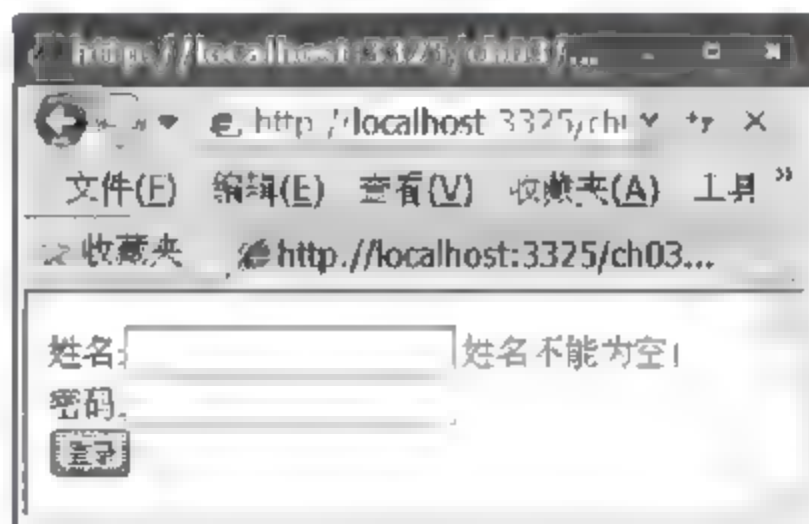 http://localhost:3325/ch03/...
http://localhost:3325/ch
文件(F) 编辑(E) 查看(V) 收藏夹(A) 工具 »
收藏夹 http://localhost:3325/ch03...
姓名: 姓名不能为空!
密码:
登录